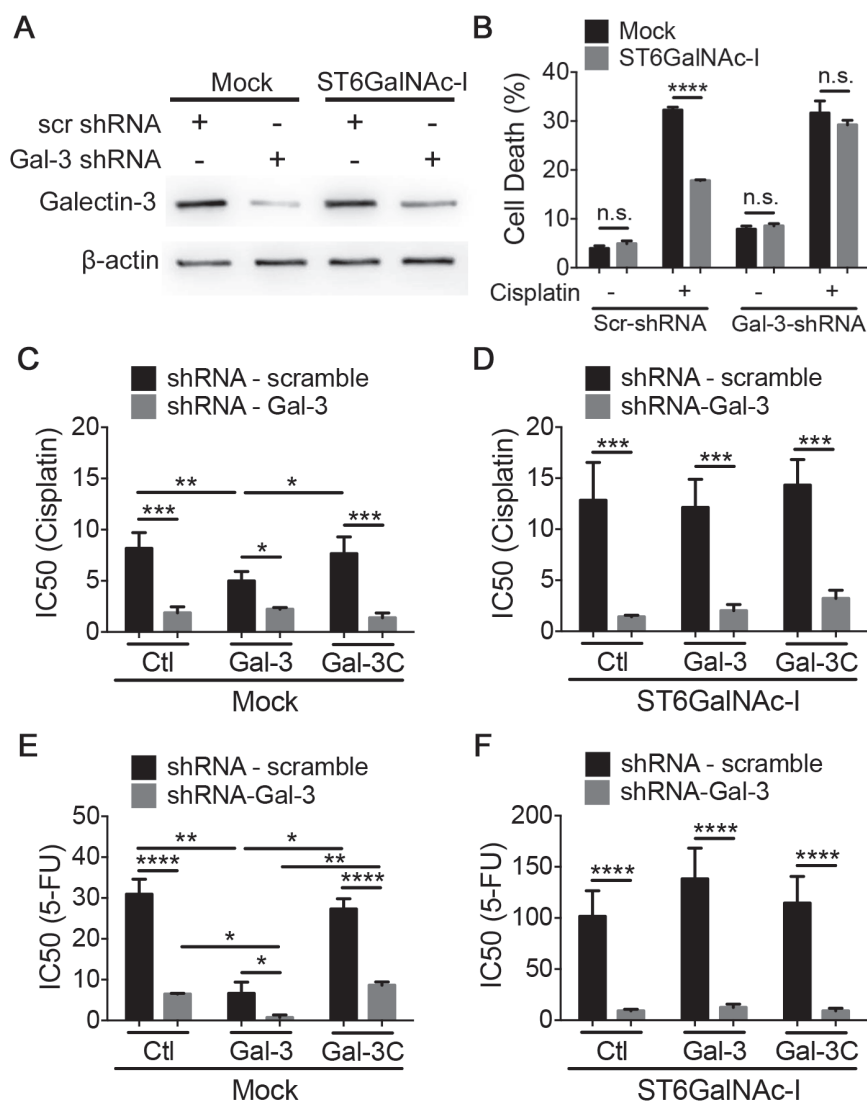 A
Mock
ST6GalNAc-I
scr shRNA + - + -
Gal-3 shRNA - + - +
Galectin-3
β-actin
B
Mock
ST6GalNAc-I
Cell Death (%)
40
30
20
10
0
n.s.
****
n.s.
n.s.
Cisplatin - + - +
Scr-shRNA Gal-3-shRNA
C
shRNA - scramble
shRNA - Gal-3
IC50 (Cisplatin)
20
15
10
5
0
** *
*** * ***
Ctl Gal-3 Gal-3C
Mock
D
shRNA - scramble
shRNA-Gal-3
IC50 (Cisplatin)
20
15
10
5
0
*** *** ***
Ctl Gal-3 Gal-3C
ST6GalNAc-I
E
shRNA - scramble
shRNA-Gal-3
IC50 (5-FU)
50
40
30
20
10
0
** *
**** **
****
*
*
Ctl Gal-3 Gal-3C
Mock
F
shRNA - scramble
shRNA-Gal-3
IC50 (5-FU)
200
150
100
50
0
**** **** ****
Ctl Gal-3 Gal-3C
ST6GalNAc-I